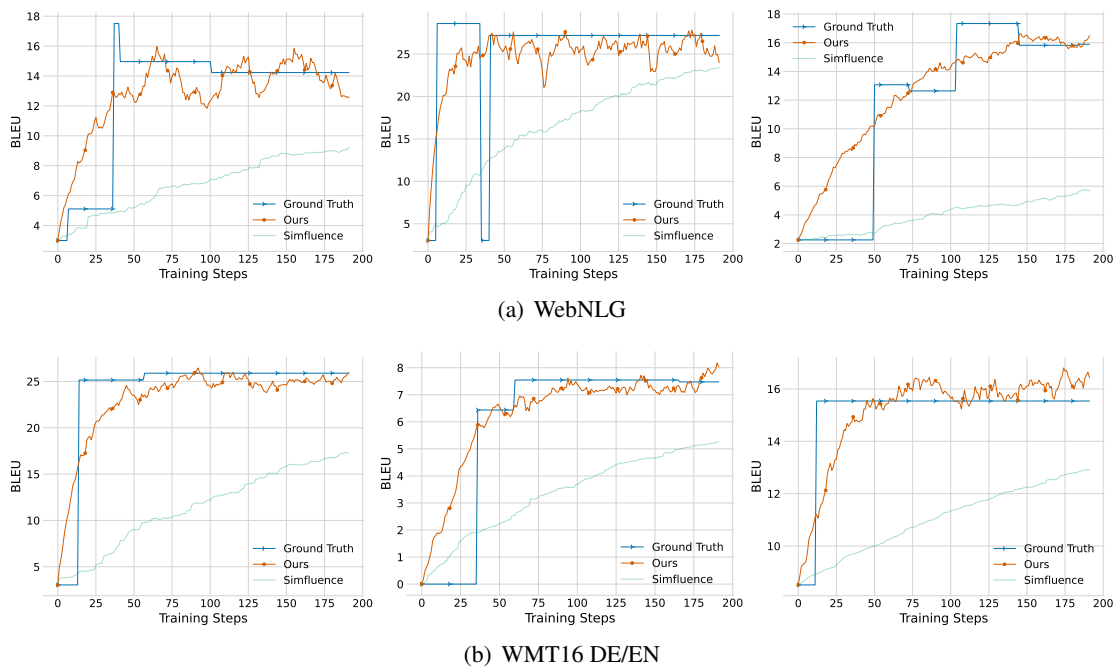 18
16
14
12
10
8
6
4
BLEU
0 25 50 75 100 125 150 175 200
Training Steps
Ground Truth
Ours
Simfluence
25
20
15
10
5
BLEU
0 25 50 75 100 125 150 175 200
Training Steps
Ground Truth
Ours
Simfluence
18
16
14
12
10
8
6
4
2
BLEU
0 25 50 75 100 125 150 175 200
Training Steps
Ground Truth
Ours
Simfluence
(a) WebNLG
25
20
15
10
5
BLEU
0 25 50 75 100 125 150 175 200
Training Steps
Ground Truth
Ours
Simfluence
8
7
6
5
4
3
2
1
0
BLEU
0 25 50 75 100 125 150 175 200
Training Steps
Ground Truth
Ours
Simfluence
16
14
12
10
BLEU
0 25 50 75 100 125 150 175 200
Training Steps
Ground Truth
Ours
Simfluence
(b) WMT16 DE/EN